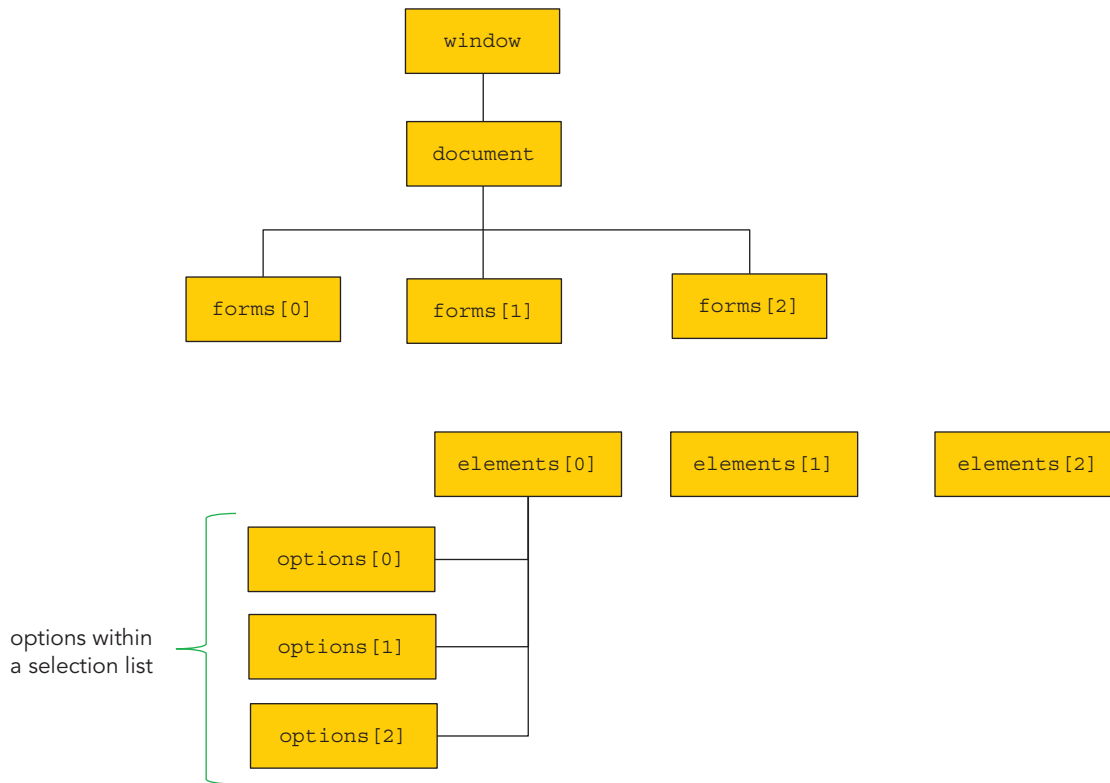 window
document
forms[0]
forms[1]
forms[2]
elements[0]
elements[1]
elements[2]
options[0]
options[1]
options[2]
options within
a selection list